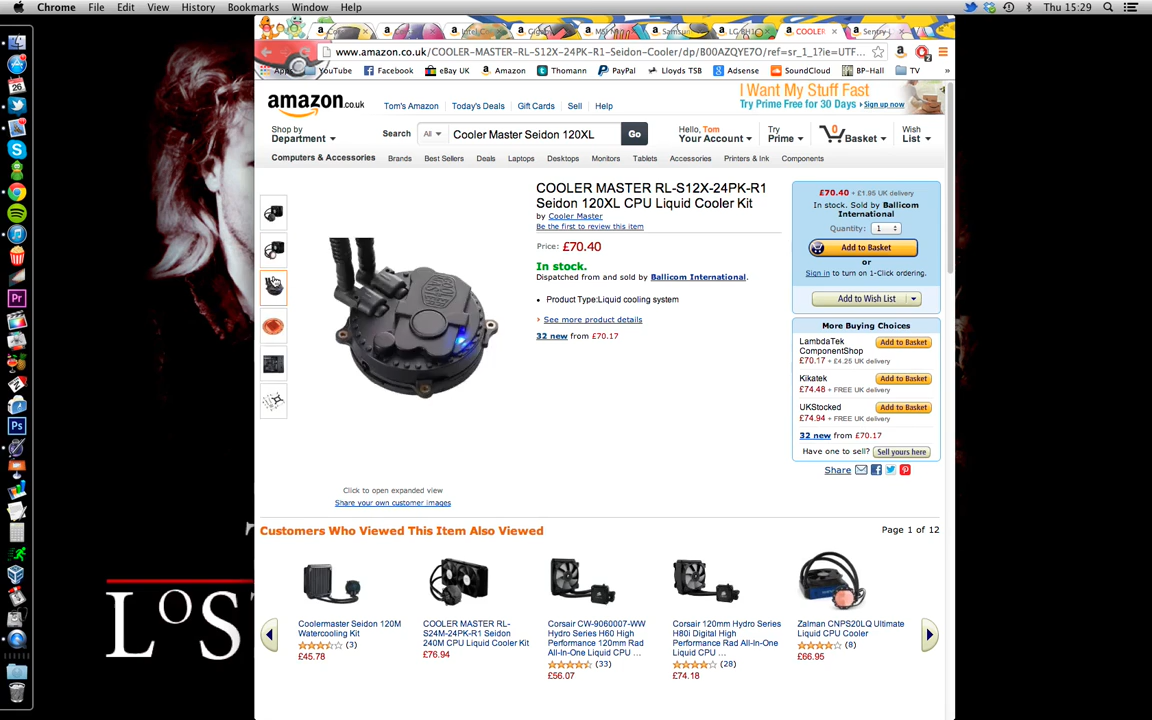 Chrome File Edit View History Bookmarks Window Help
Thu 15:29
COOLER
www.amazon.co.uk/COOLER-MASTER-RL-S12X-24PK-R1-Seidon-Cooler/dp/B00AZQYE7O/ref=sr_1_1?ie=UTF...
YouTube Facebook eBay UK Amazon Thomann PayPal Lloyds TSB Adsense SoundCloud BP-Hall TV »
amazon.co.uk
Tom's Amazon Today's Deals Gift Cards Sell Help
I Want My Stuff Fast
Try Prime Free for 30 Days Sign up now
Shop by
Department
Search All Cooler Master Seidon 120XL Go
Hello, Tom
Your Account
Try
Prime
0
Basket
Wish
List
Computers & Accessories Brands Best Sellers Deals Laptops Desktops Monitors Tablets Accessories Printers & Ink Components
COOLER MASTER RL-S12X-24PK-R1
Seidon 120XL CPU Liquid Cooler Kit
by Cooler Master
Be the first to review this item
Price: £70.40
In stock.
Dispatched from and sold by Ballicom International.
• Product Type:Liquid cooling system
› See more product details
32 new from £70.17
Click to open expanded view
Share your own customer images
£70.40 + £1.95 UK delivery
In stock. Sold by Ballicom
International
Quantity: 1
Add to Basket
or
Sign in to turn on 1-Click ordering.
Add to Wish List
More Buying Choices
LambdaTek
ComponentShop
Add to Basket
£70.17 + £4.25 UK delivery
Kikatek
Add to Basket
£74.48 + FREE UK delivery
UKStocked
Add to Basket
£74.94 + FREE UK delivery
32 new from £70.17
Have one to sell? Sell yours here
Share
Customers Who Viewed This Item Also Viewed
Page 1 of 12
Coolermaster Seidon 120M
Watercooling Kit
(3)
£45.78
COOLER MASTER RL-
S24M-24PK-R1 Seidon
240M CPU Liquid Cooler Kit
£76.94
Corsair CW-9060007-WW
Hydro Series H60 High
Performance 120mm Rad
All-In-One Liquid CPU ...
(33)
£56.07
Corsair 120mm Hydro Series
H80i Digital High
Performance Rad All-In-One
Liquid CPU ...
(28)
£74.18
Zalman CNPS20LQ Ultimate
Liquid CPU Cooler
(8)
£66.95
LOS